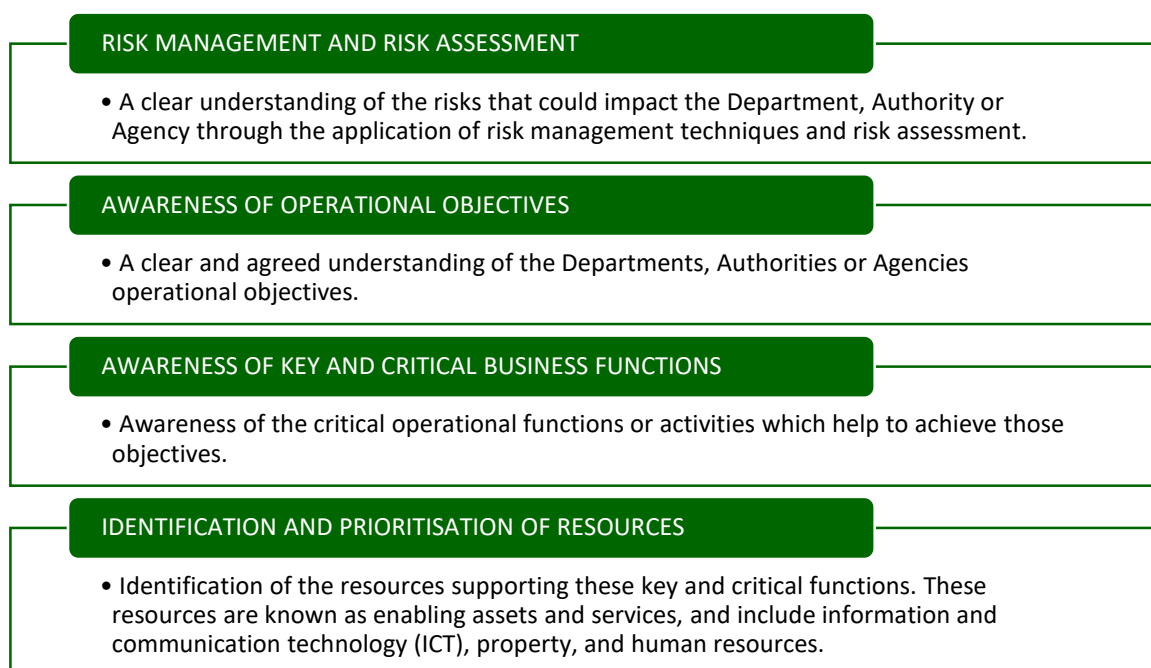 RISK MANAGEMENT AND RISK ASSESSMENT
• A clear understanding of the risks that could impact the Department, Authority or
Agency through the application of risk management techniques and risk assessment.
AWARENESS OF OPERATIONAL OBJECTIVES
• A clear and agreed understanding of the Departments, Authorities or Agencies
operational objectives.
AWARENESS OF KEY AND CRITICAL BUSINESS FUNCTIONS
• Awareness of the critical operational functions or activities which help to achieve those
objectives.
IDENTIFICATION AND PRIORITISATION OF RESOURCES
• Identification of the resources supporting these key and critical functions. These
resources are known as enabling assets and services, and include information and
communication technology (ICT), property, and human resources.